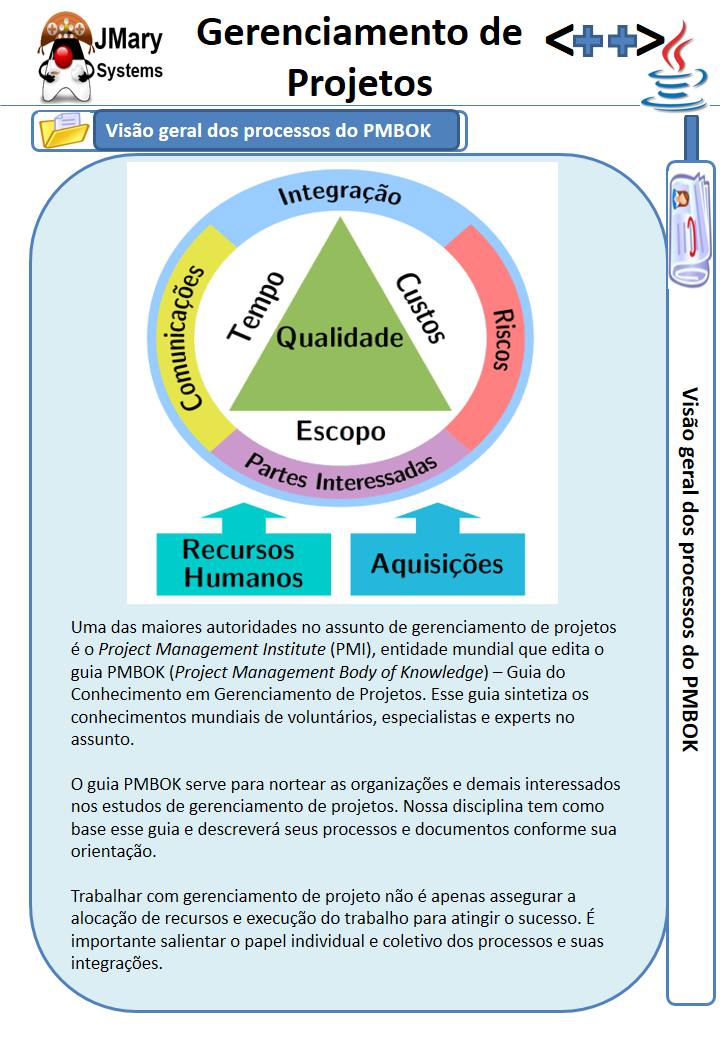 JMary
Systems
Gerenciamento de
Projetos
<++>
Visão geral dos processos do PMBOK
Integração
Comunicações
Tempo
Custos
Riscos
Qualidade
Escopo
Partes Interessadas
Recursos
Humanos
Aquisições
Uma das maiores autoridades no assunto de gerenciamento de projetos
é o Project Management Institute (PMI), entidade mundial que edita o
guia PMBOK (Project Management Body of Knowledge) – Guia do
Conhecimento em Gerenciamento de Projetos. Esse guia sintetiza os
conhecimentos mundiais de voluntários, especialistas e experts no
assunto.
O guia PMBOK serve para nortear as organizações e demais interessados
nos estudos de gerenciamento de projetos. Nossa disciplina tem como
base esse guia e descreverá seus processos e documentos conforme sua
orientação.
Trabalhar com gerenciamento de projeto não é apenas assegurar a
alocação de recursos e execução do trabalho para atingir o sucesso. É
importante salientar o papel individual e coletivo dos processos e suas
integrações.
Visão geral dos processos do PMBOK